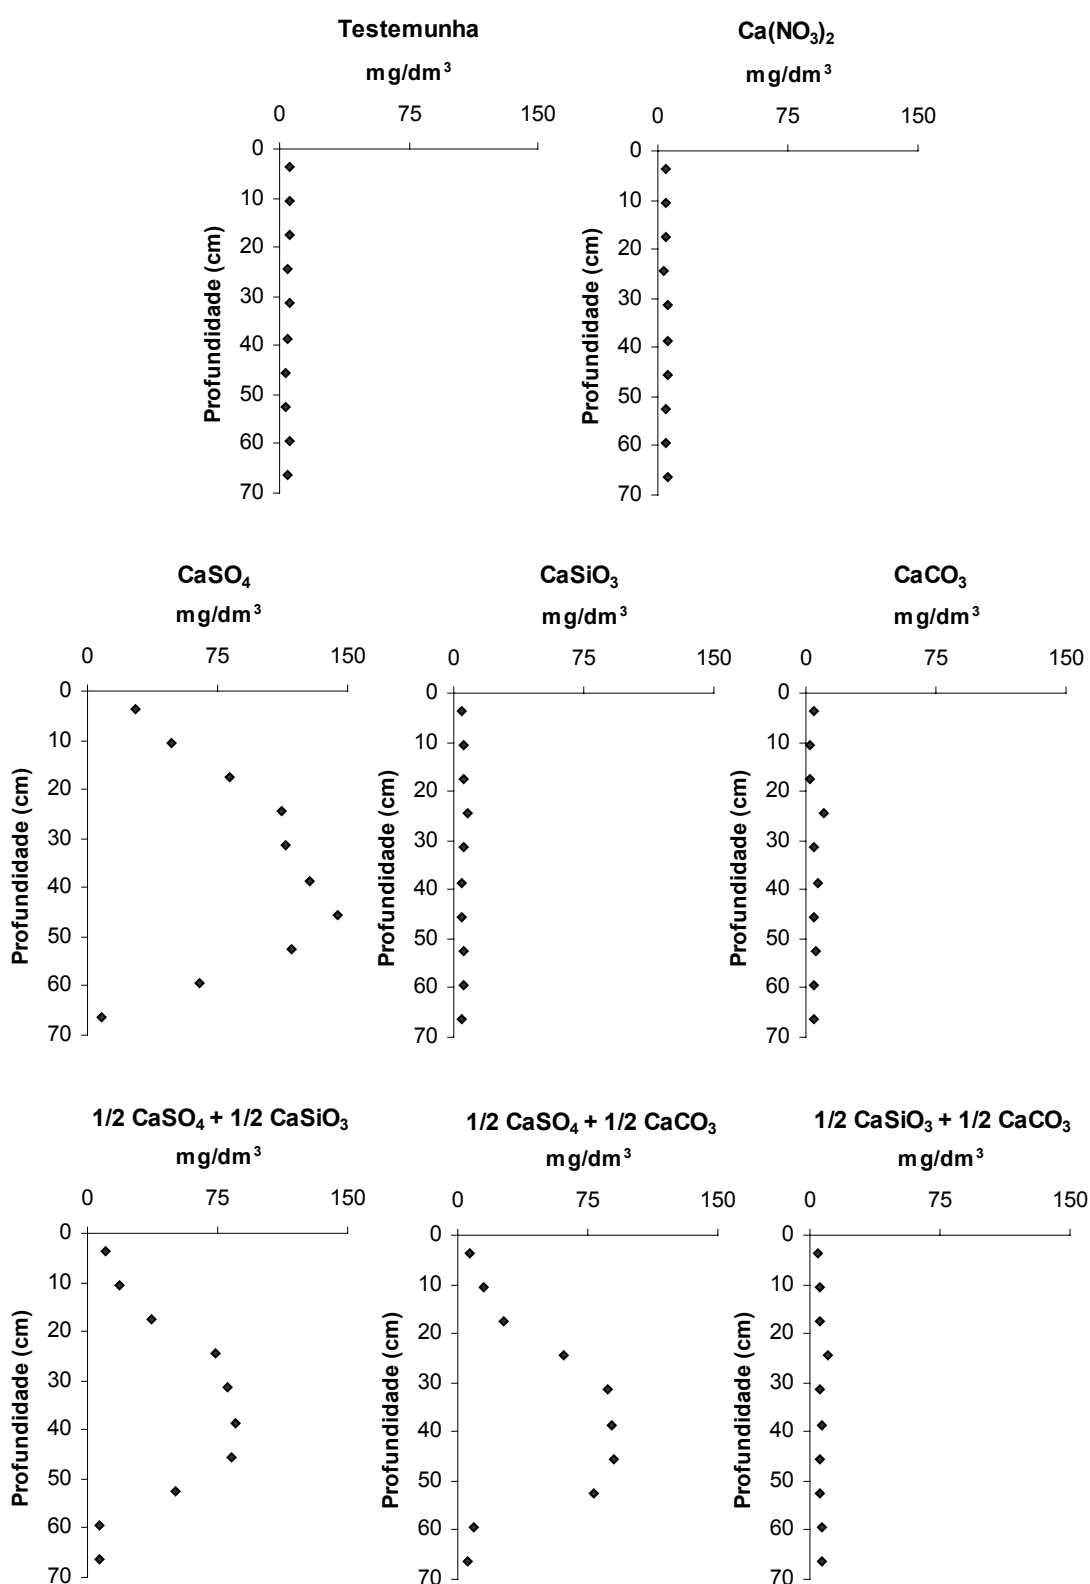 Testemunha
mg/dm³
0 75 150
0
10
20
30
40
50
60
70
Profundidade (cm)
Ca(NO₃)₂
mg/dm³
0 75 150
0
10
20
30
40
50
60
70
Profundidade (cm)
CaSO₄
mg/dm³
0 75 150
0
10
20
30
40
50
60
70
Profundidade (cm)
CaSiO₃
mg/dm³
0 75 150
0
10
20
30
40
50
60
70
Profundidade (cm)
CaCO₃
mg/dm³
0 75 150
0
10
20
30
40
50
60
70
Profundidade (cm)
1/2 CaSO₄ + 1/2 CaSiO₃
mg/dm³
0 75 150
0
10
20
30
40
50
60
70
Profundidade (cm)
1/2 CaSO₄ + 1/2 CaCO₃
mg/dm³
0 75 150
0
10
20
30
40
50
60
70
Profundidade (cm)
1/2 CaSiO₃ + 1/2 CaCO₃
mg/dm³
0 75 150
0
10
20
30
40
50
60
70
Profundidade (cm)